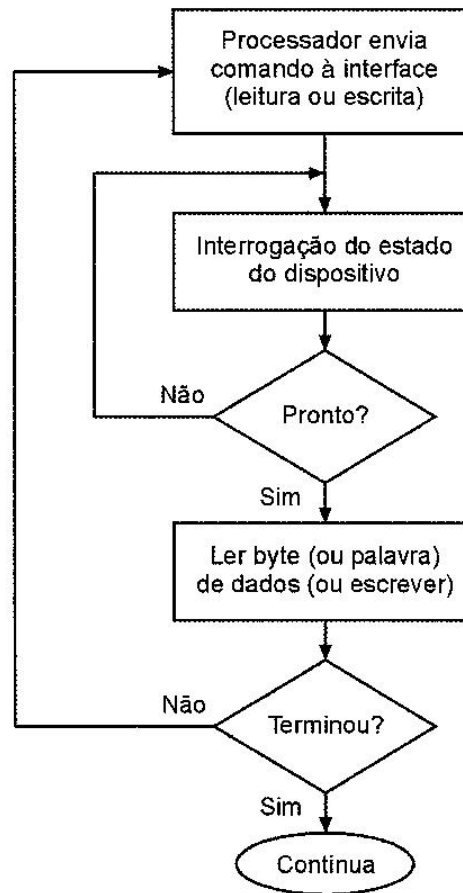 Processador envia
comando à interface
(leitura ou escrita)
Interrogação do estado
do dispositivo
Não
Pronto?
Sim
Ler byte (ou palavra)
de dados (ou escrever)
Não
Terminou?
Sim
Continua